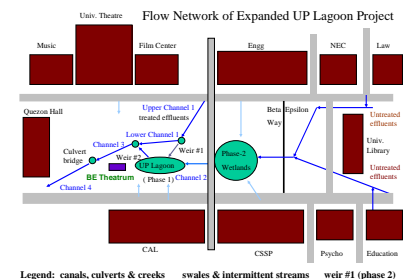 Flow Network of Expanded UP Lagoon Project
Univ. Theatre
Music
Film Center
Engg
NEC
Law
Quezon Hall
Upper Channel 1
treated effluents
Beta
Way
Epsilon
Lower Channel 1
Channel 3
Weir #1
Weir #2
Culvert
bridge
BE Theatrum
UP Lagoon
( Phase 1 )
Channel 2
Phase-2
Wetlands
Channel 4
Untreated
effluents
Univ.
Library
Untreated
effluents
CAL
CSSP
Psycho
Education
Legend: canals, culverts & creeks swales & intermittent streams weir #1 (phase 2)